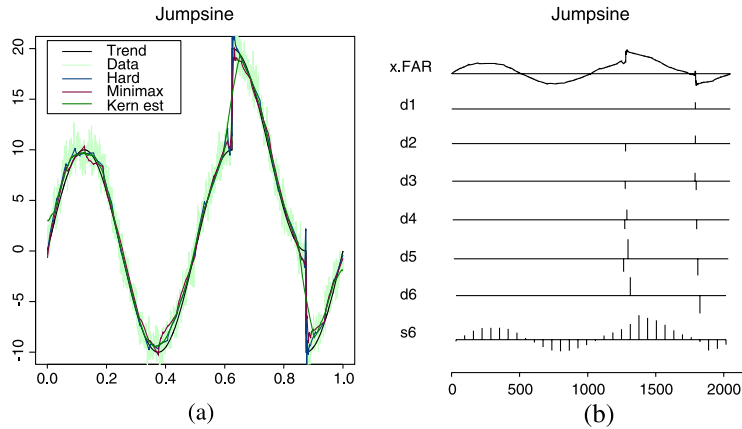 Jumpsine
20
15
10
5
0
-5
-10
Trend
Data
Hard
Minimax
Kern est
0.0 0.2 0.4 0.6 0.8 1.0
(a)
Jumpsine
x.FAR
d1
d2
d3
d4
d5
d6
s6
0 500 1000 1500 2000
(b)